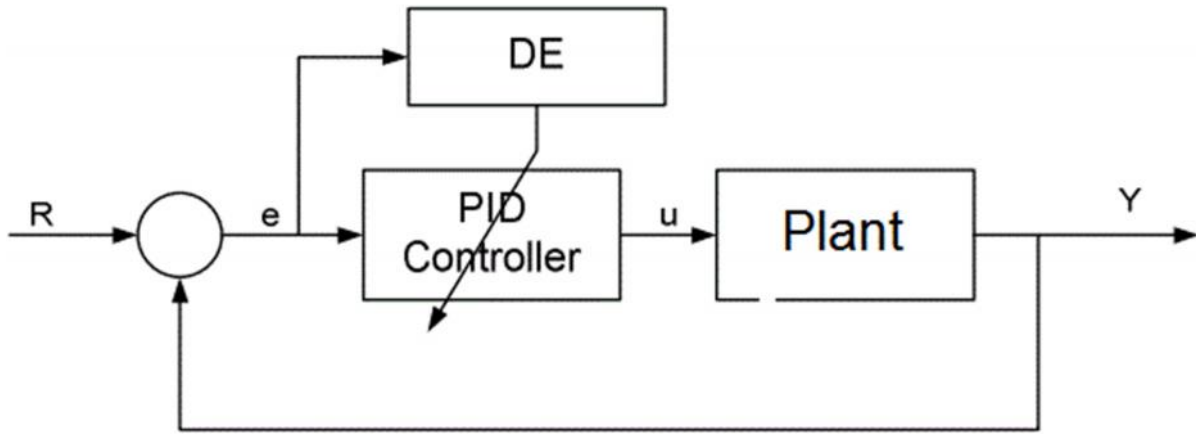 DE
R
e
PID
Controller
u
Plant
Y